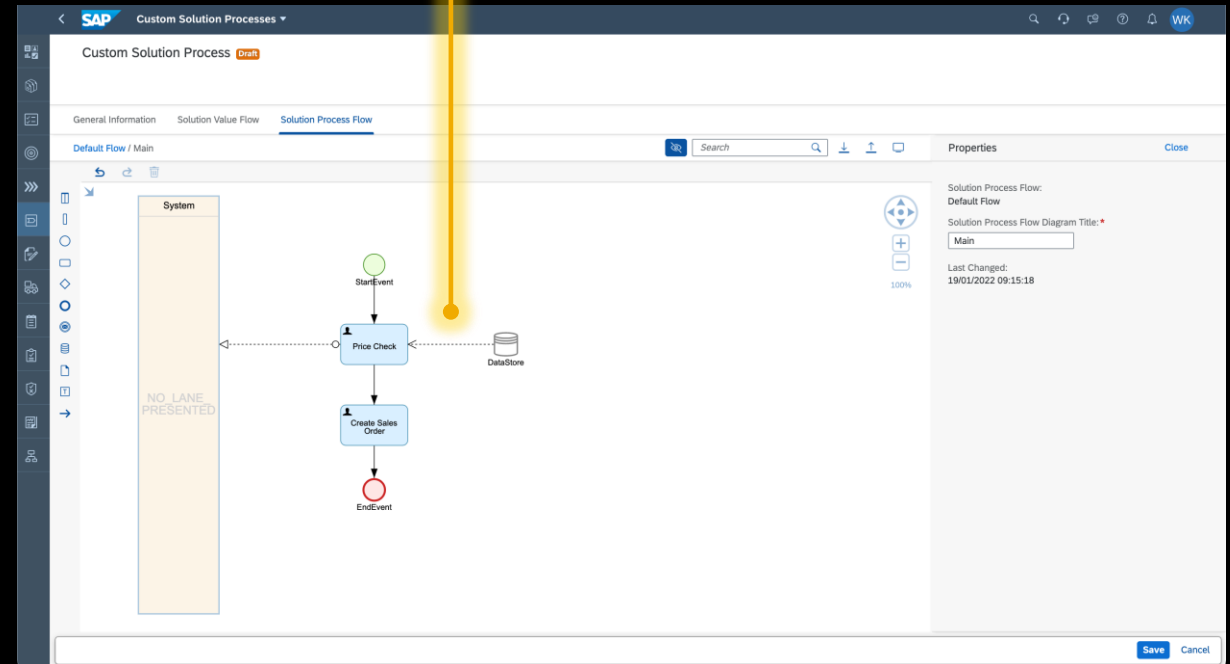 SAP Custom Solution Processes
WK
Custom Solution Process Draft
General Information Solution Value Flow Solution Process Flow
Default Flow / Main
Search
Properties Close
System
NO_LANE_
PRESENTED
StartEvent
Price Check
DataStore
Create Sales
Order
EndEvent
100%
Solution Process Flow:
Default Flow
Solution Process Flow Diagram Title: *
Main
Last Changed:
19/01/2022 09:15:18
T
Save Cancel